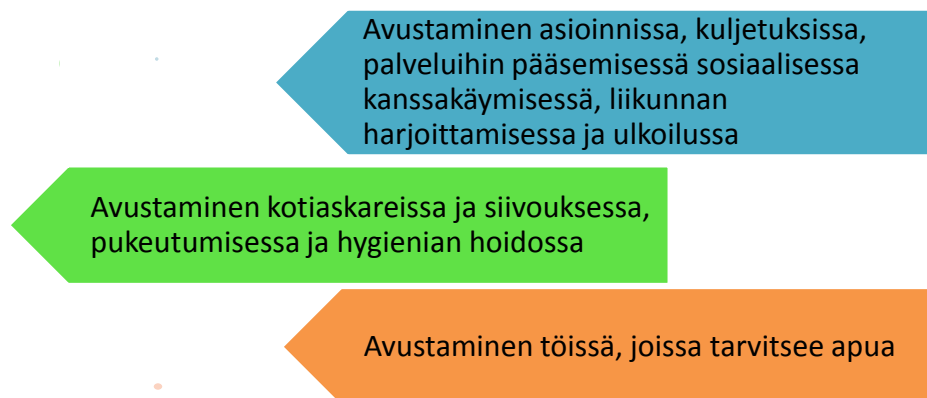 Avustaminen asioinnissa, kuljetuksissa,
palveluihin pääsemisessä sosiaalisessa
kanssakäymisessä, liikunnan
harjoittamisessa ja ulkoilussa
Avustaminen kotiaskareissa ja siivouksessa,
pukeutumisessa ja hygienian hoidossa
Avustaminen töissä, joissa tarvitsee apua